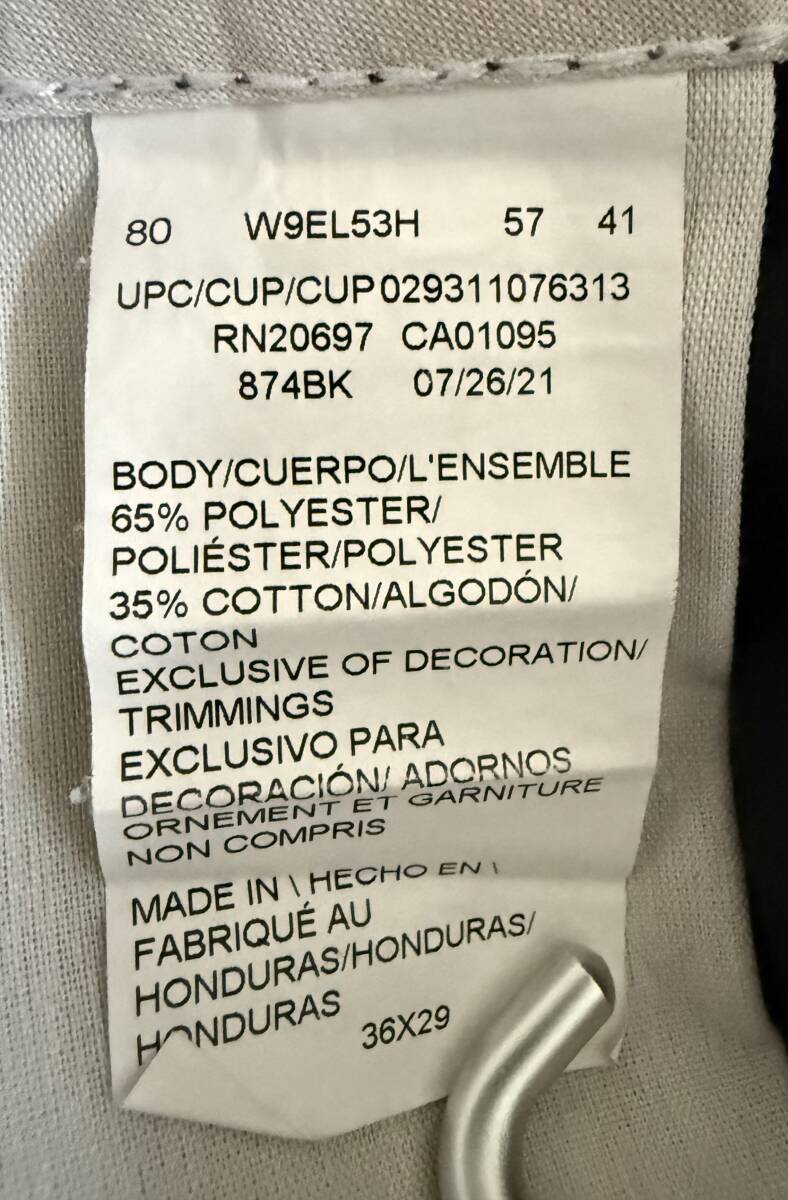 80 W9EL53H 57 41
UPC/CUP/CUP029311076313
RN20697 CA01095
874BK 07/26/21
BODY/CUERPO/L'ENSEMBLE
65% POLYESTER/
POLIÉSTER/POLYESTER
35% COTTON/ALGODÓN/
COTON
EXCLUSIVE OF DECORATION/
TRIMMINGS
EXCLUSIVO PARA
DECORACIÓN/ ADORNOS
ORNEMENT ET GARNITURE
NON COMPRIS
MADE IN \ HECHO EN \
FABRIQUÉ AU
HONDURAS/HONDURAS/
HONDURAS
36X29